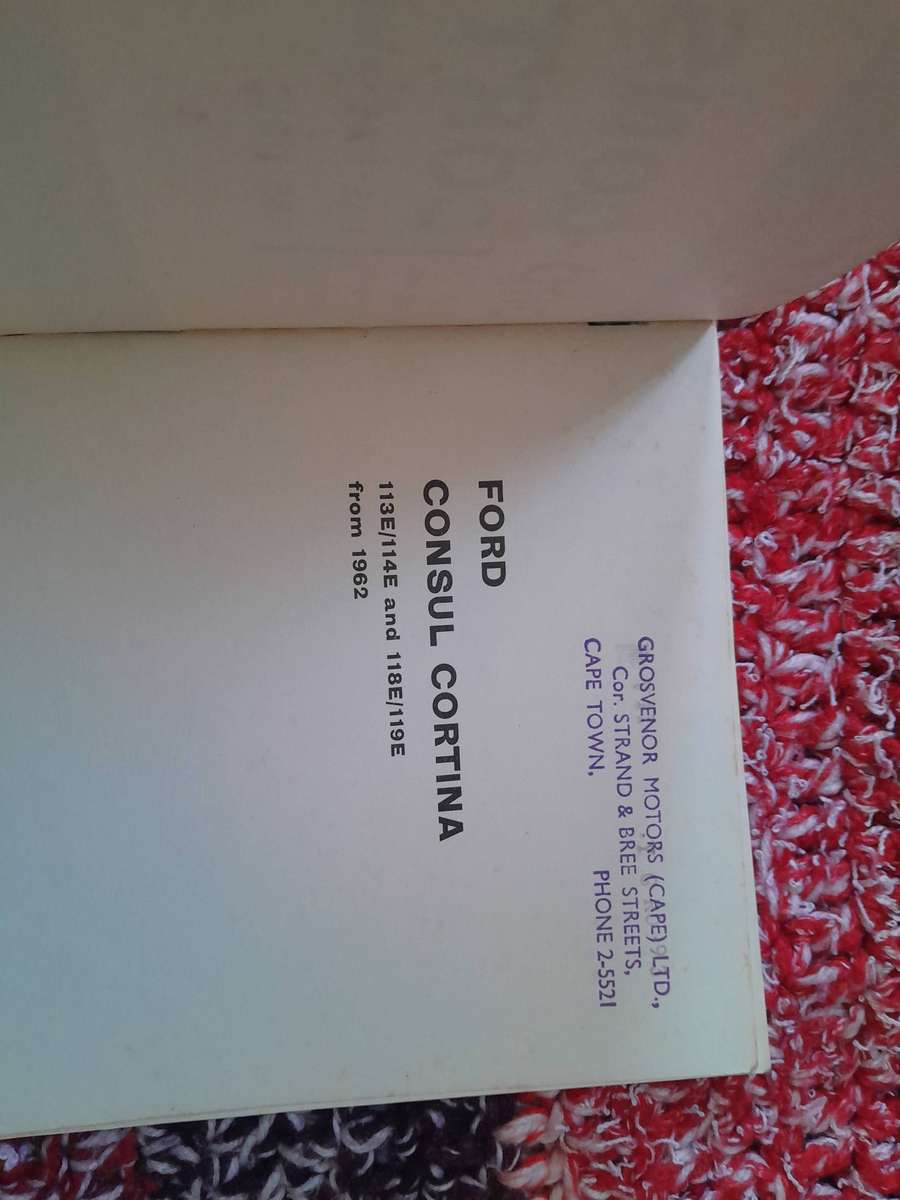 GROSVENOR MOTORS (CAPE) LTD.,
Cor. STRAND & BREE STREETS,
CAPE TOWN. PHONE 2-5521
FORD
CONSUL CORTINA
113E/114E and 118E/119E
from 1962